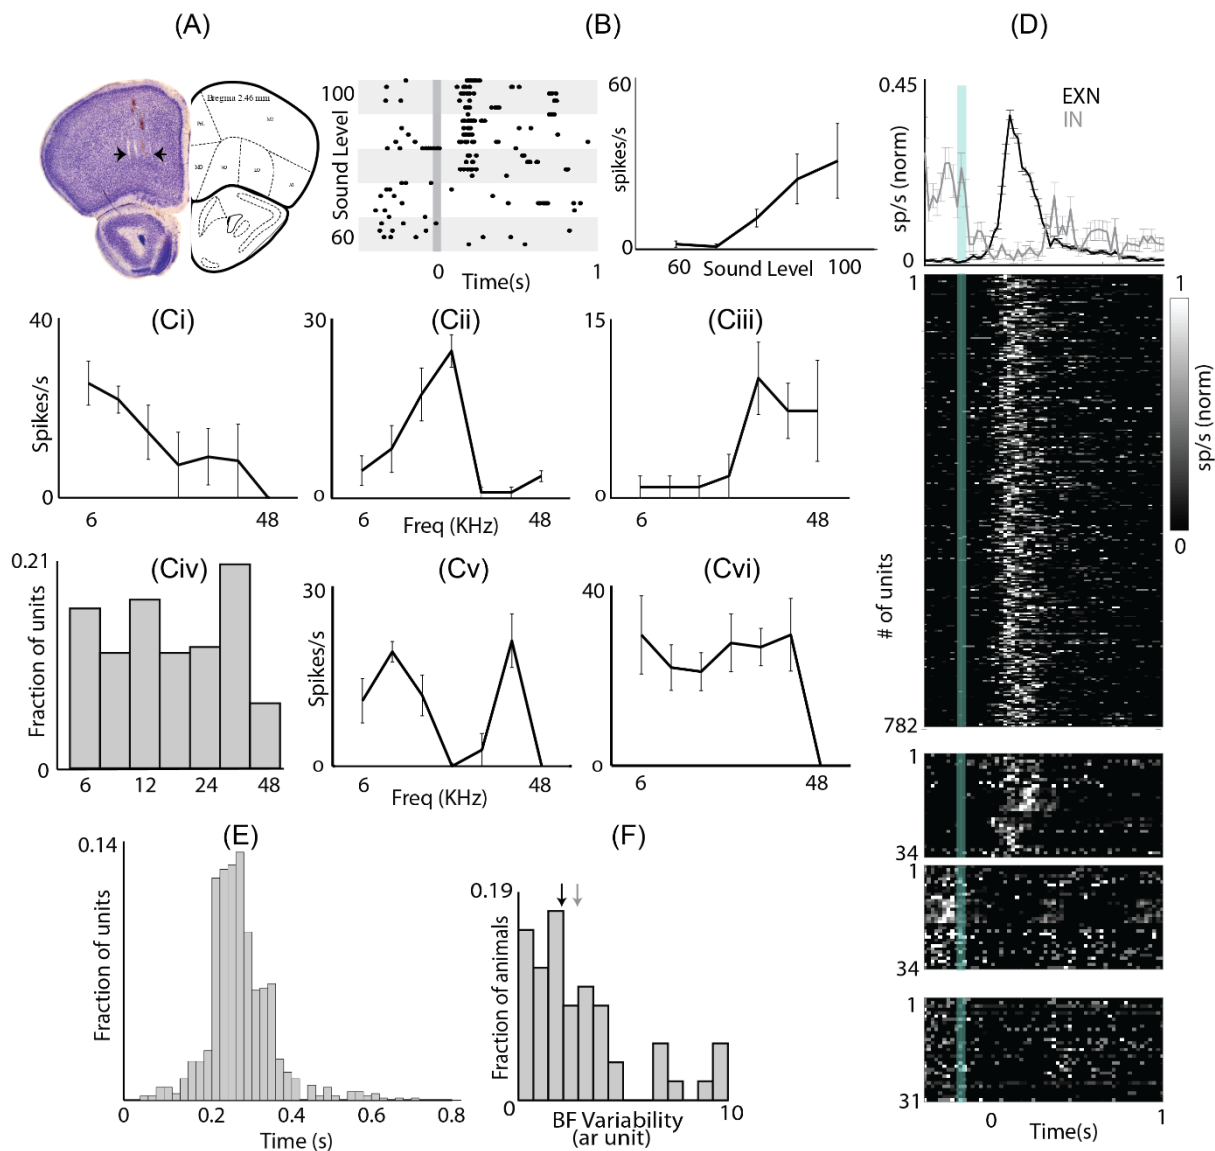 (A)
(B)
(D)
Bregma 2.46 mm
100
Sound Level
60
0
1
Time(s)
60
spikes/s
0
60
100
Sound Level
0.45
EXN
IN
sp/s (norm)
0
(Ci)
40
Spikes/s
0
6
48
(Cii)
30
0
6
48
Freq (KHz)
(Ciii)
15
0
6
48
1
# of units
782
1
sp/s (norm)
0
(Civ)
0.21
Fraction of units
0
6
12
24
48
(Cv)
30
Spikes/s
0
6
48
Freq (KHz)
(Cvi)
40
0
6
48
1
34
1
34
1
31
0
1
Time(s)
(E)
0.14
Fraction of units
0
0.2
0.4
0.6
0.8
Time (s)
(F)
0.19
Fraction of animals
0
10
BF Variability
(ar unit)